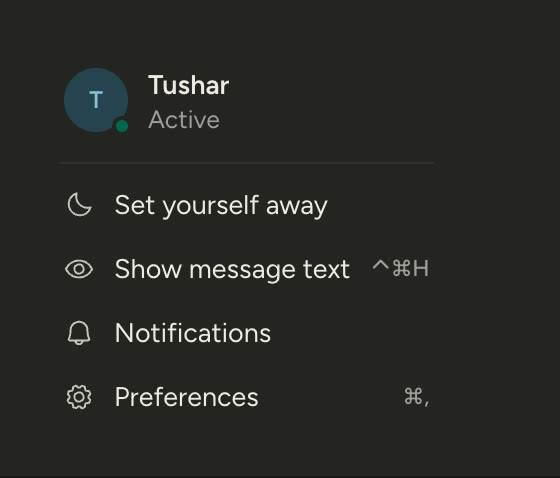 T
Tushar
Active
Set yourself away
Show message text ^⌘H
Notifications
Preferences ⌘,